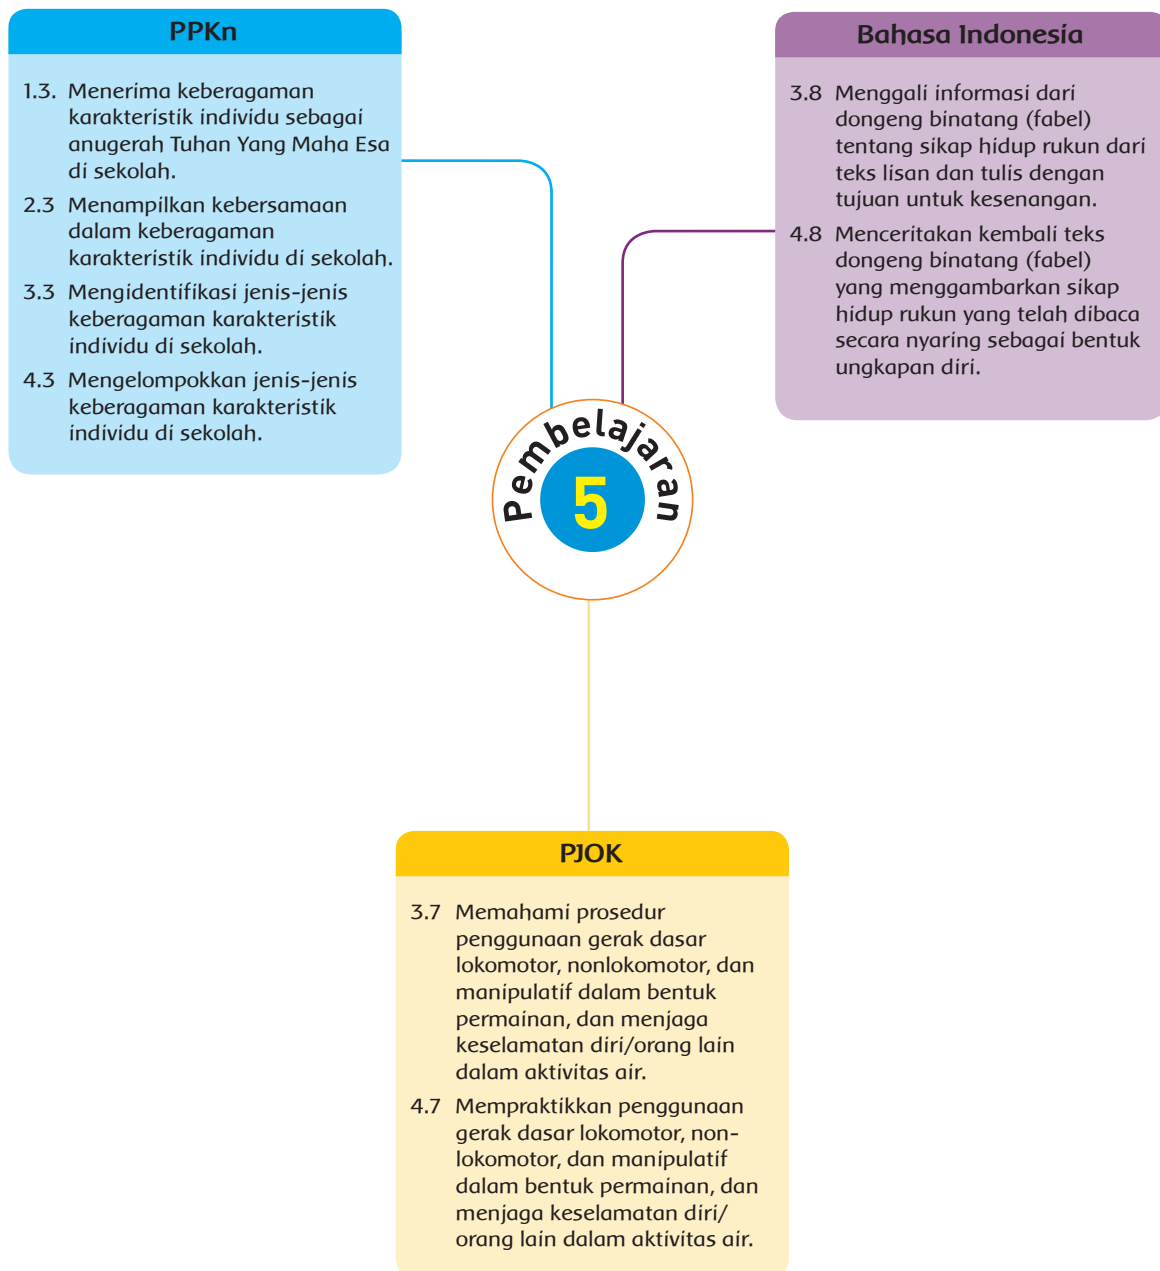 PPKn
1.3. Menerima keberagaman
karakteristik individu sebagai
anugerah Tuhan Yang Maha Esa
di sekolah.
2.3 Menampilkan kebersamaan
dalam keberagaman
karakteristik individu di sekolah.
3.3 Mengidentifikasi jenis-jenis
keberagaman karakteristik
individu di sekolah.
4.3 Mengelompokkan jenis-jenis
keberagaman karakteristik
individu di sekolah.
Bahasa Indonesia
3.8 Menggali informasi dari
dongeng binatang (fabel)
tentang sikap hidup rukun dari
teks lisan dan tulis dengan
tujuan untuk kesenangan.
4.8 Menceritakan kembali teks
dongeng binatang (fabel)
yang menggambarkan sikap
hidup rukun yang telah dibaca
secara nyaring sebagai bentuk
ungkapan diri.
Pembelajaran
5
PJOK
3.7 Memahami prosedur
penggunaan gerak dasar
lokomotor, nonlokomotor, dan
manipulatif dalam bentuk
permainan, dan menjaga
keselamatan diri/orang lain
dalam aktivitas air.
4.7 Mempraktikkan penggunaan
gerak dasar lokomotor, non-
lokomotor, dan manipulatif
dalam bentuk permainan, dan
menjaga keselamatan diri/
orang lain dalam aktivitas air.